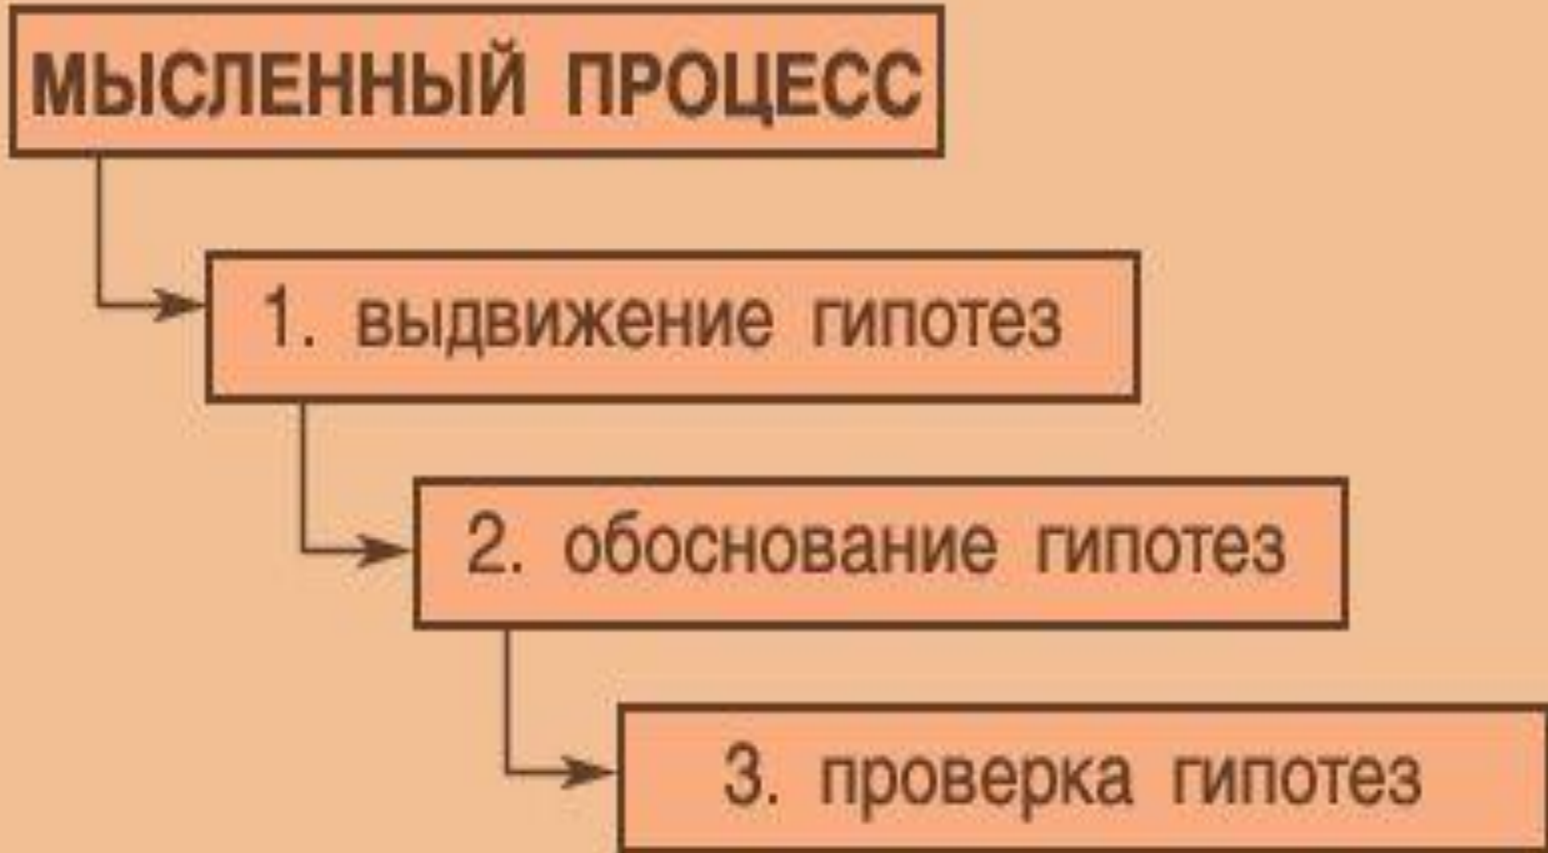 МЫСЛЕННЫЙ ПРОЦЕСС
1. выдвижение гипотез
2. обоснование гипотез
3. проверка гипотез